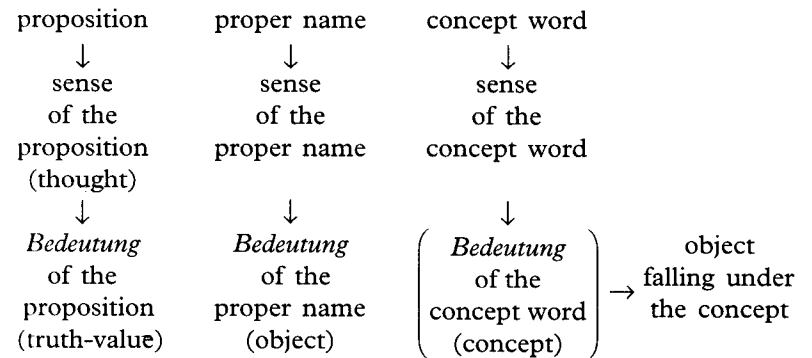 proposition proper name concept word
↓ ↓ ↓
sense sense sense
of the of the of the
proposition proper name concept word
(thought)
↓ ↓ ↓
Bedeutung Bedeutung ( Bedeutung ) object
of the of the of the → falling under
proposition proper name concept word the concept
(truth-value) (object) (concept)